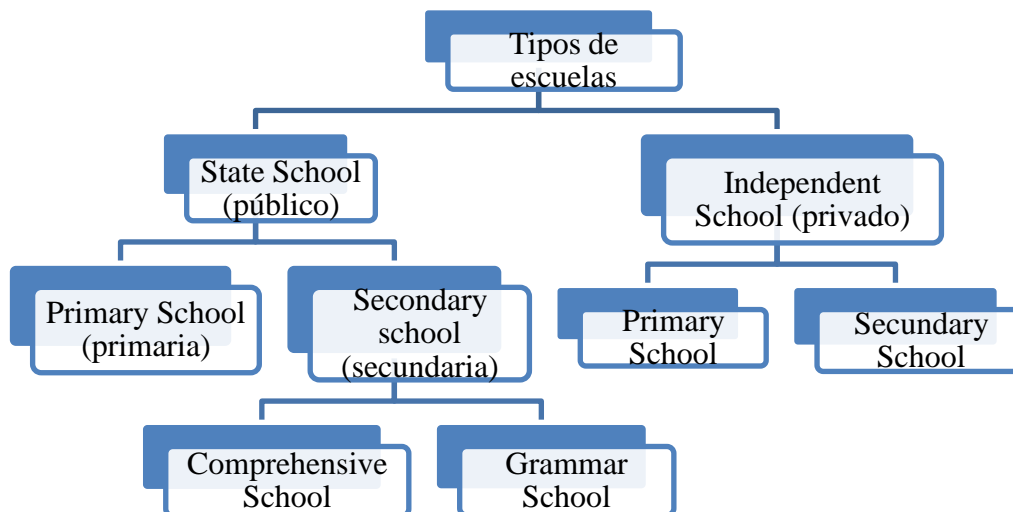 Tipos de
escuelas
State School
(público)
Independent
School (privado)
Primary School
(primaria)
Secondary
school
(secundaria)
Primary
School
Secundary
School
Comprehensive
School
Grammar
School